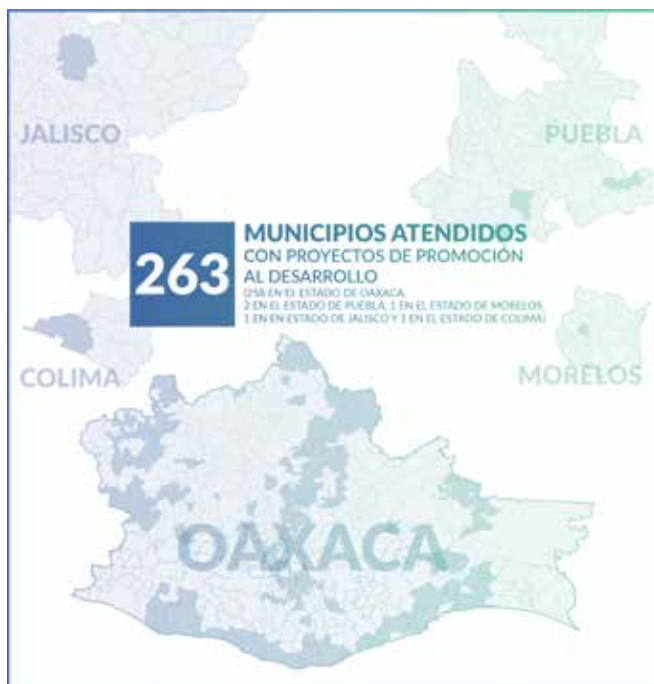 JALISCO
PUEBLA
263
MUNICIPIOS ATENDIDOS
CON PROYECTOS DE PROMOCIÓN
AL DESARROLLO
(258 EN EL ESTADO DE OAXACA,
2 EN EL ESTADO DE PUEBLA, 1 EN EL ESTADO DE MORELOS
1 EN EN ESTADO DE JALISCO Y 1 EN EL ESTADO DE COLIMA)
COLIMA
MORELOS
OAXACA